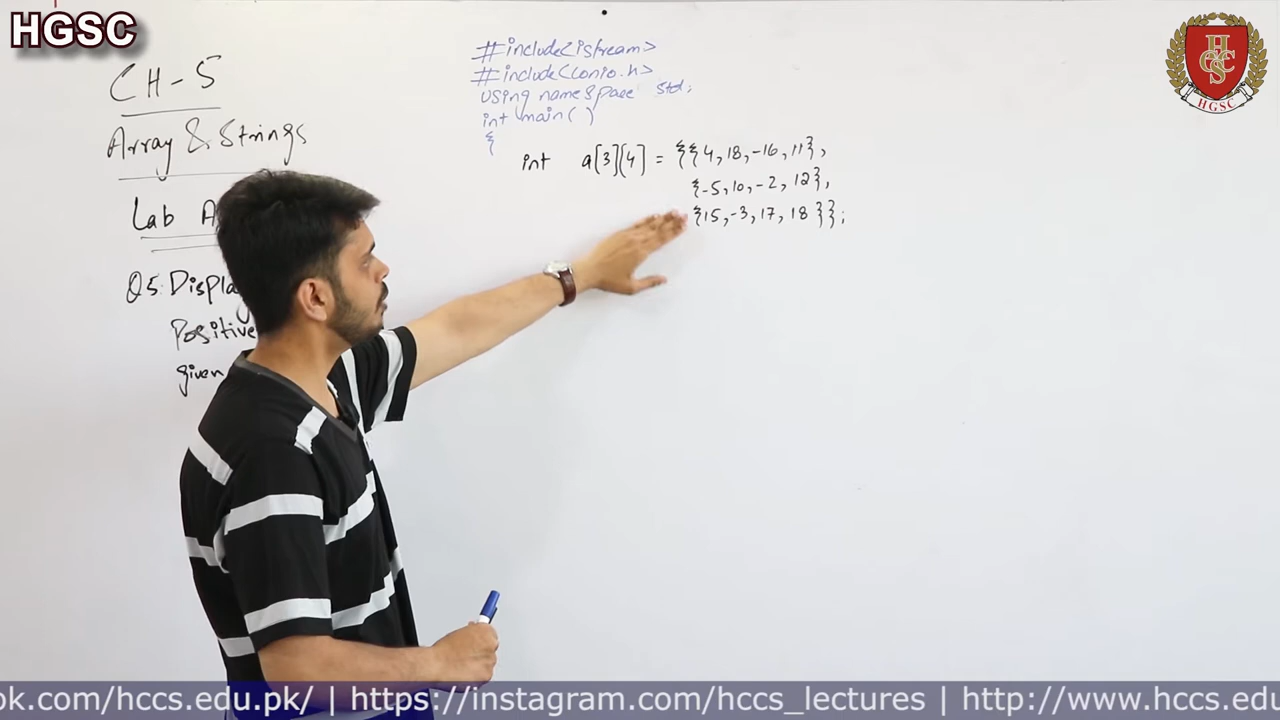 HGSC
CH-5
Array & Strings
Lab
Q5: Display
Positive
given
#include<istream>
#include<conio.h>
using namespace std;
int main( )
{
int a[3][4] = {{4, 18, -16, 11},
{-5, 10, -2, 12},
{15, -3, 17, 18}};
HGSC
ok.com/hccs.edu.pk/ | https://instagram.com/hccs_lectures | http://www.hccs.edu